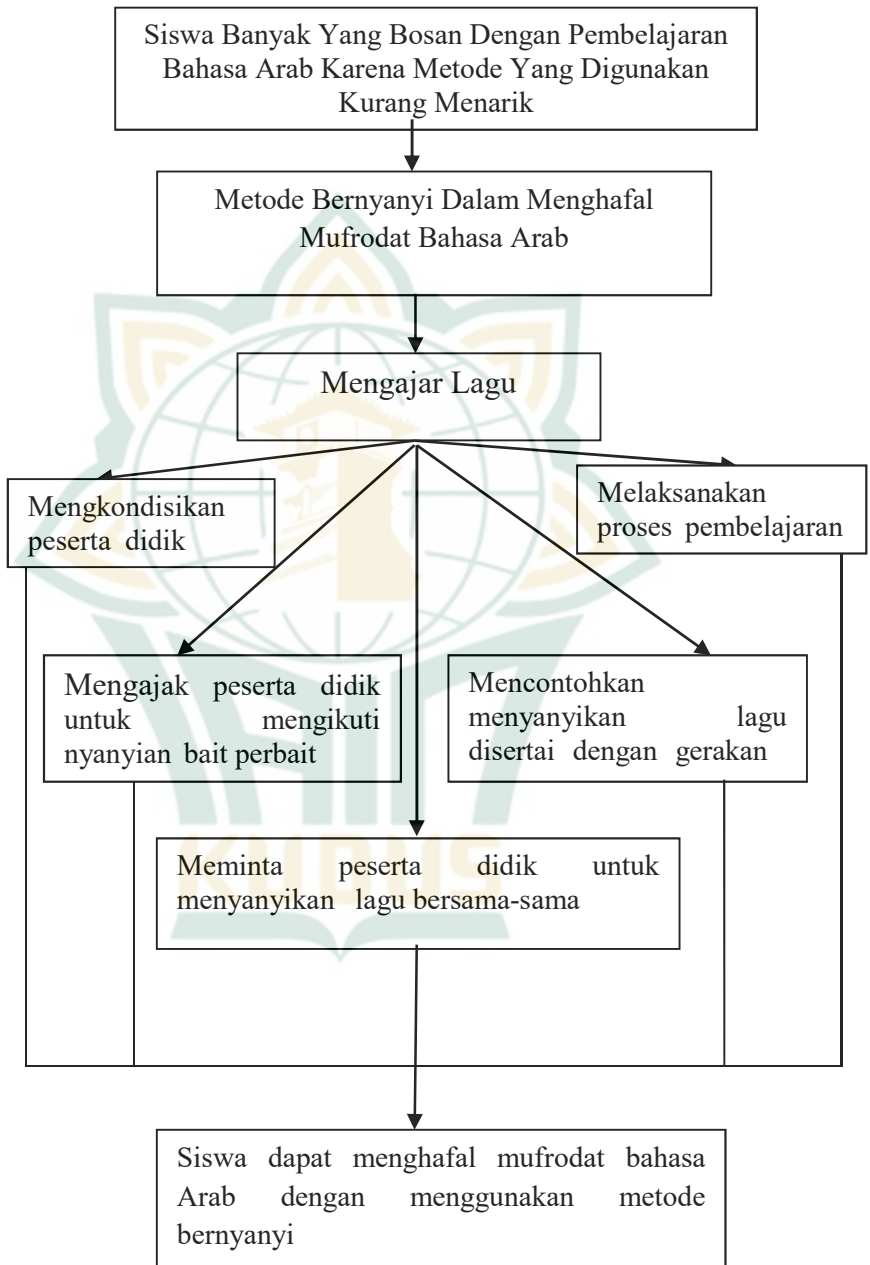 Siswa Banyak Yang Bosan Dengan Pembelajaran
Bahasa Arab Karena Metode Yang Digunakan
Kurang Menarik
Metode Bernyanyi Dalam Menghafal
Mufrodat Bahasa Arab
Mengajar Lagu
Mengkondisikan
peserta didik
Melaksanakan
proses pembelajaran
Mengajak peserta didik
untuk mengikuti
nyanyian bait perbait
Mencontohkan
menyanyikan lagu
disertai dengan gerakan
Meminta peserta didik untuk
menyanyikan lagu bersama-sama
KUDUS
Siswa dapat menghafal mufrodat bahasa
Arab dengan menggunakan metode
bernyanyi